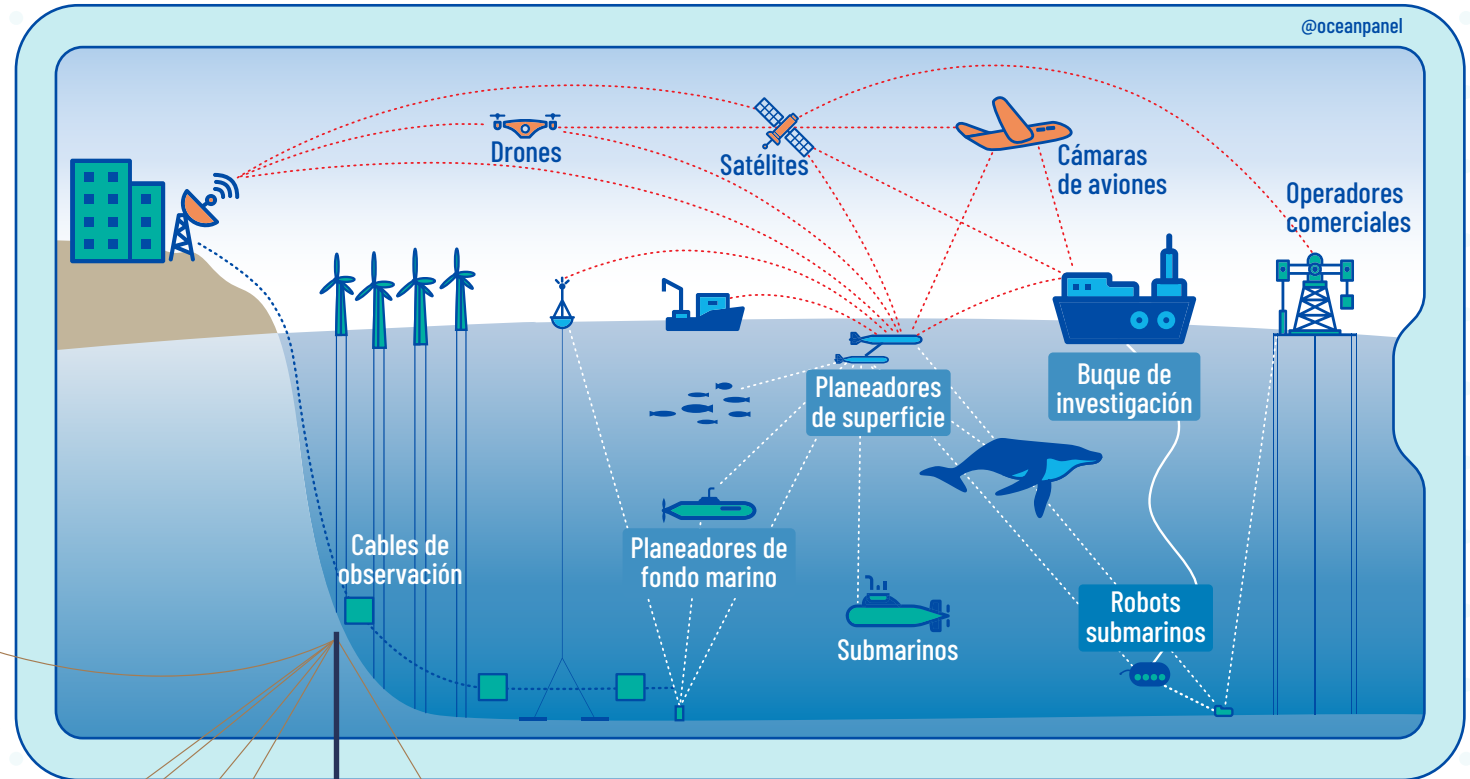 @oceanpanel
Drones
Satélites
Cámaras
de aviones
Operadores
comerciales
Planeadores
de superficie
Buque de
investigación
Cables de
observación
Planeadores de
fondo marino
Submarinos
Robots
submarinos